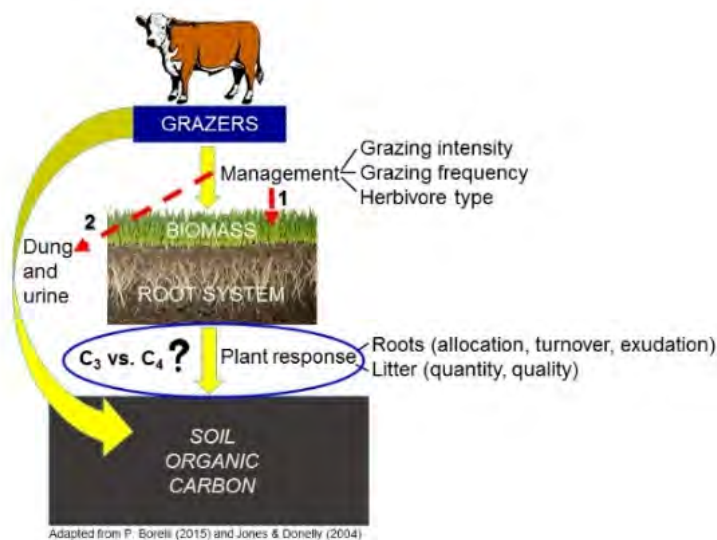 GRAZERS
Management
Grazing intensity
Grazing frequency
Herbivore type
1
2
BIOMASS
Dung
and
urine
ROOT SYSTEM
C3 vs. C4 ?
Plant response
Roots (allocation, turnover, exudation)
Litter (quantity, quality)
SOIL
ORGANIC
CARBON
Adapted from P. Borelli (2015) and Jones & Donelly (2004)